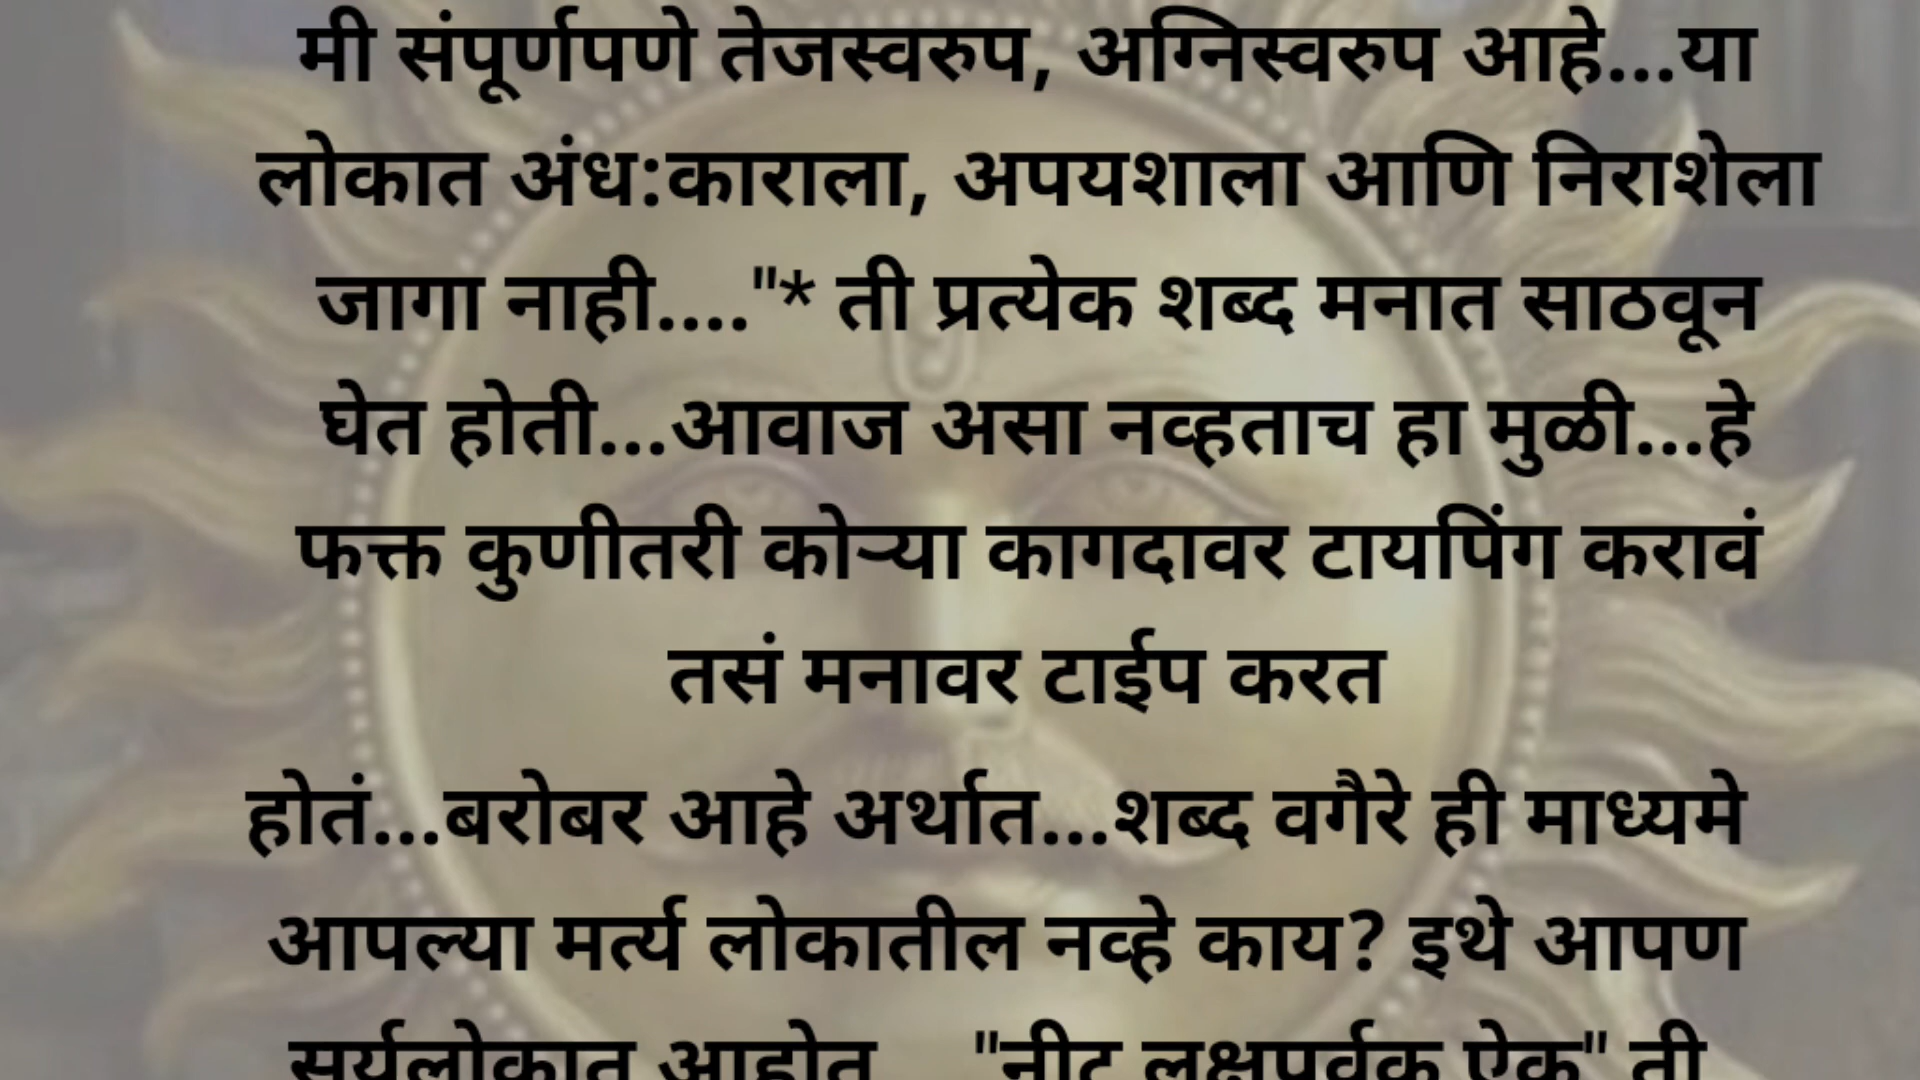 मी संपूर्णपणे तेजस्वरुप, अग्निस्वरुप आहे...या
लोकात अंध:काराला, अपयशाला आणि निराशेला
जागा नाही...."* ती प्रत्येक शब्द मनात साठवून
घेत होती...आवाज असा नव्हताच हा मुळी...हे
फक्त कुणीतरी कोऱ्या कागदावर टायपिंग करावं
तसं मनावर टाईप करत
होतं...बरोबर आहे अर्थात...शब्द वगैरे ही माध्यमे
आपल्या मर्त्य लोकातील नव्हे काय? इथे आपण
सूर्यलोकात आहोत.... "नीट लक्षपूर्वक ऐक" ती